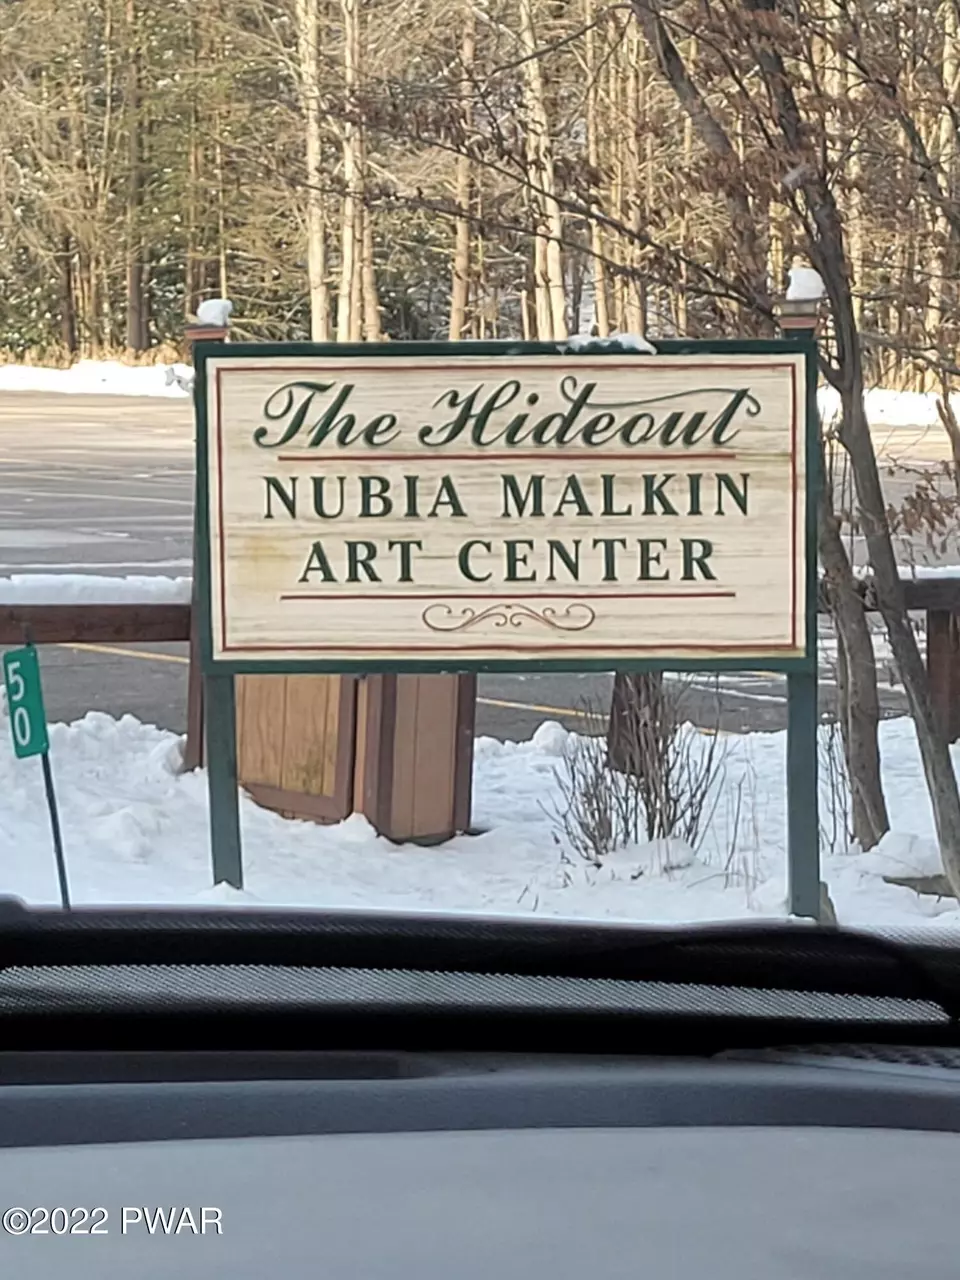 The Hideout
NUBIA MALKIN
ART CENTER
50
©2022 PWAR